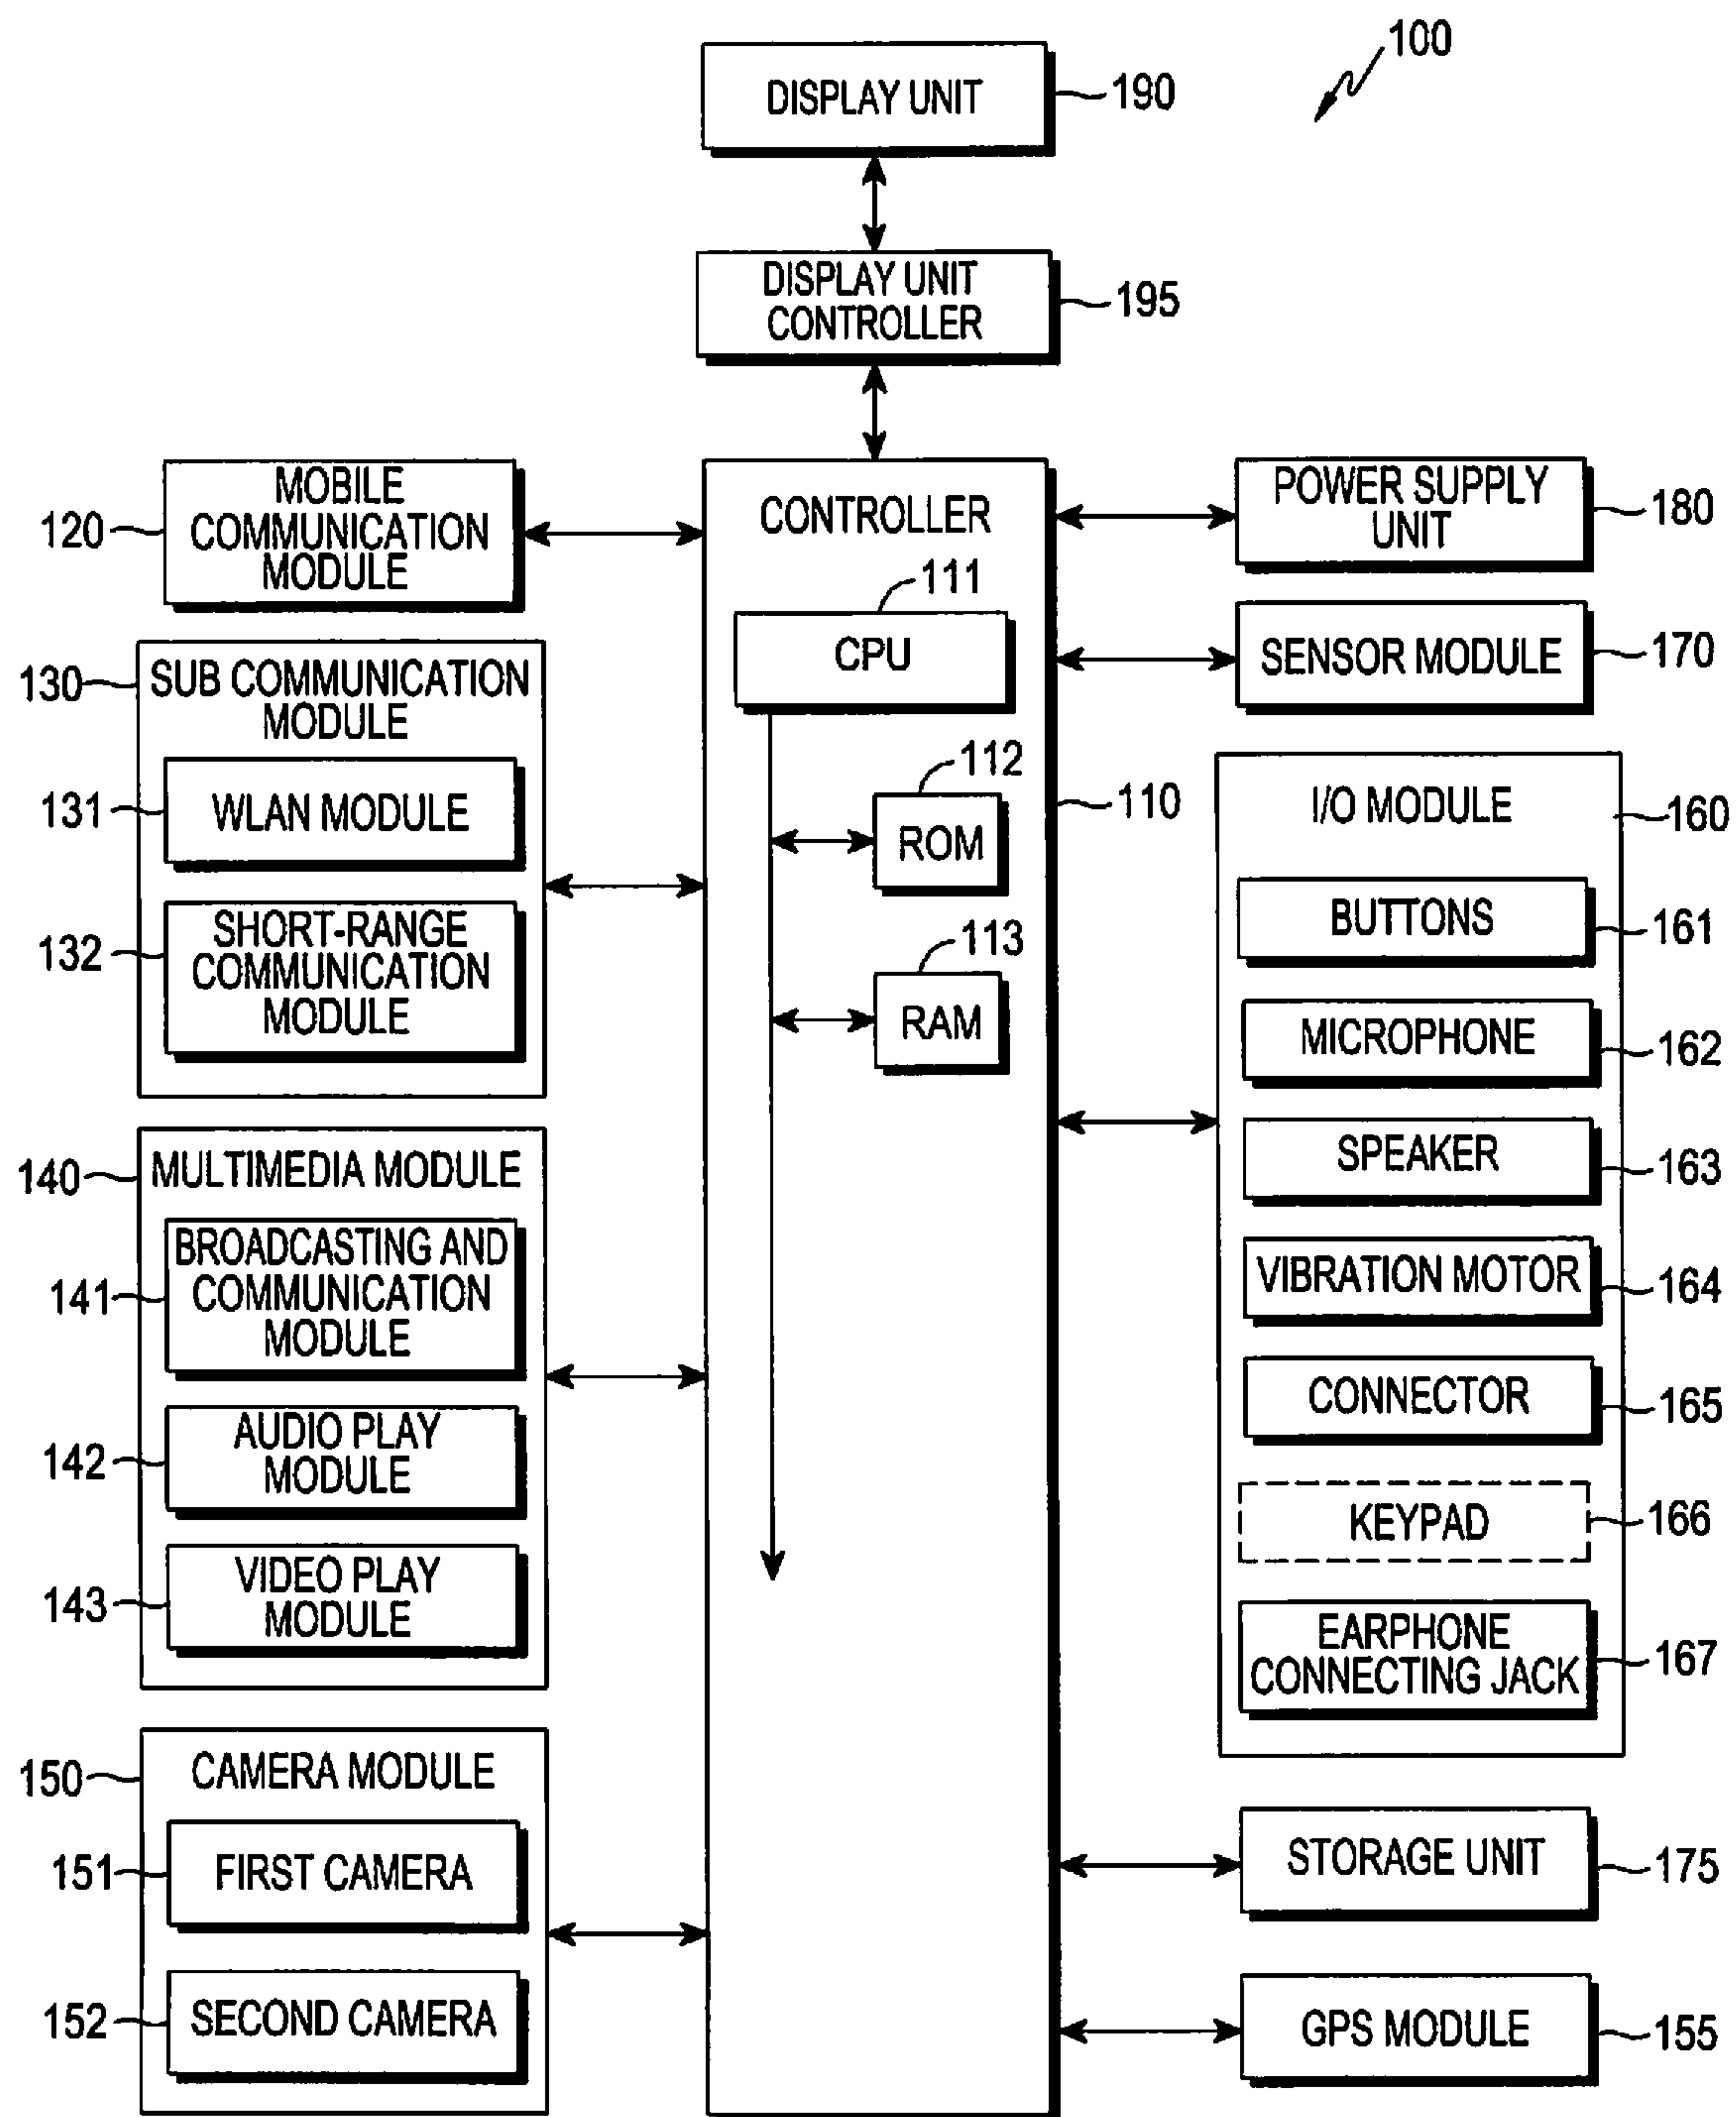 100
DISPLAY UNIT
190
DISPLAY UNIT
CONTROLLER
195
MOBILE
COMMUNICATION
MODULE
120
SUB COMMUNICATION
MODULE
130
WLAN MODULE
131
SHORT-RANGE
COMMUNICATION
MODULE
132
MULTIMEDIA MODULE
140
BROADCASTING AND
COMMUNICATION
MODULE
141
AUDIO PLAY
MODULE
142
VIDEO PLAY
MODULE
143
CAMERA MODULE
150
FIRST CAMERA
151
SECOND CAMERA
152
CONTROLLER
110
111
CPU
112
ROM
113
RAM
POWER SUPPLY
UNIT
180
SENSOR MODULE
170
I/O MODULE
160
BUTTONS
161
MICROPHONE
162
SPEAKER
163
VIBRATION MOTOR
164
CONNECTOR
165
KEYPAD
166
EARPHONE
CONNECTING JACK
167
STORAGE UNIT
175
GPS MODULE
155